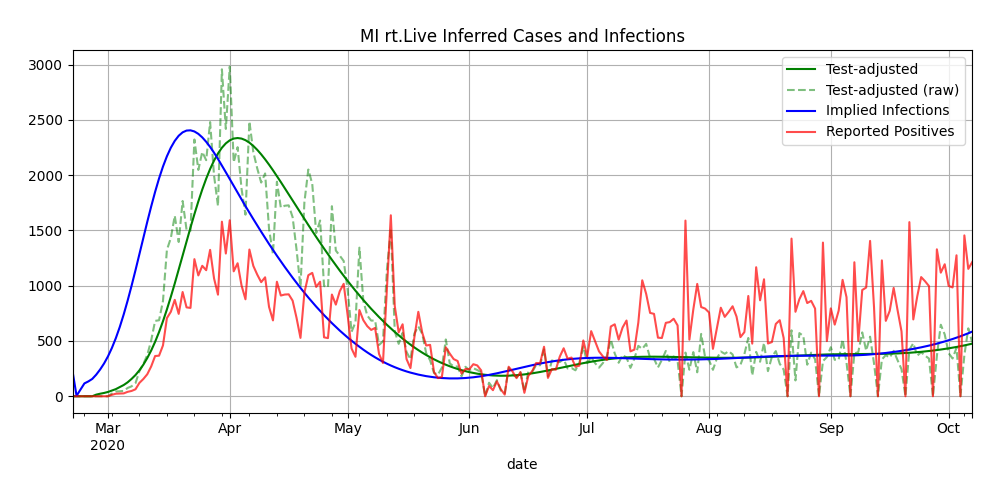 MI rt.Live Inferred Cases and Infections
3000
2500
2000
1500
1000
500
0
Test-adjusted
Test-adjusted (raw)
Implied Infections
Reported Positives
Mar Apr May Jun Jul Aug Sep Oct
2020
date